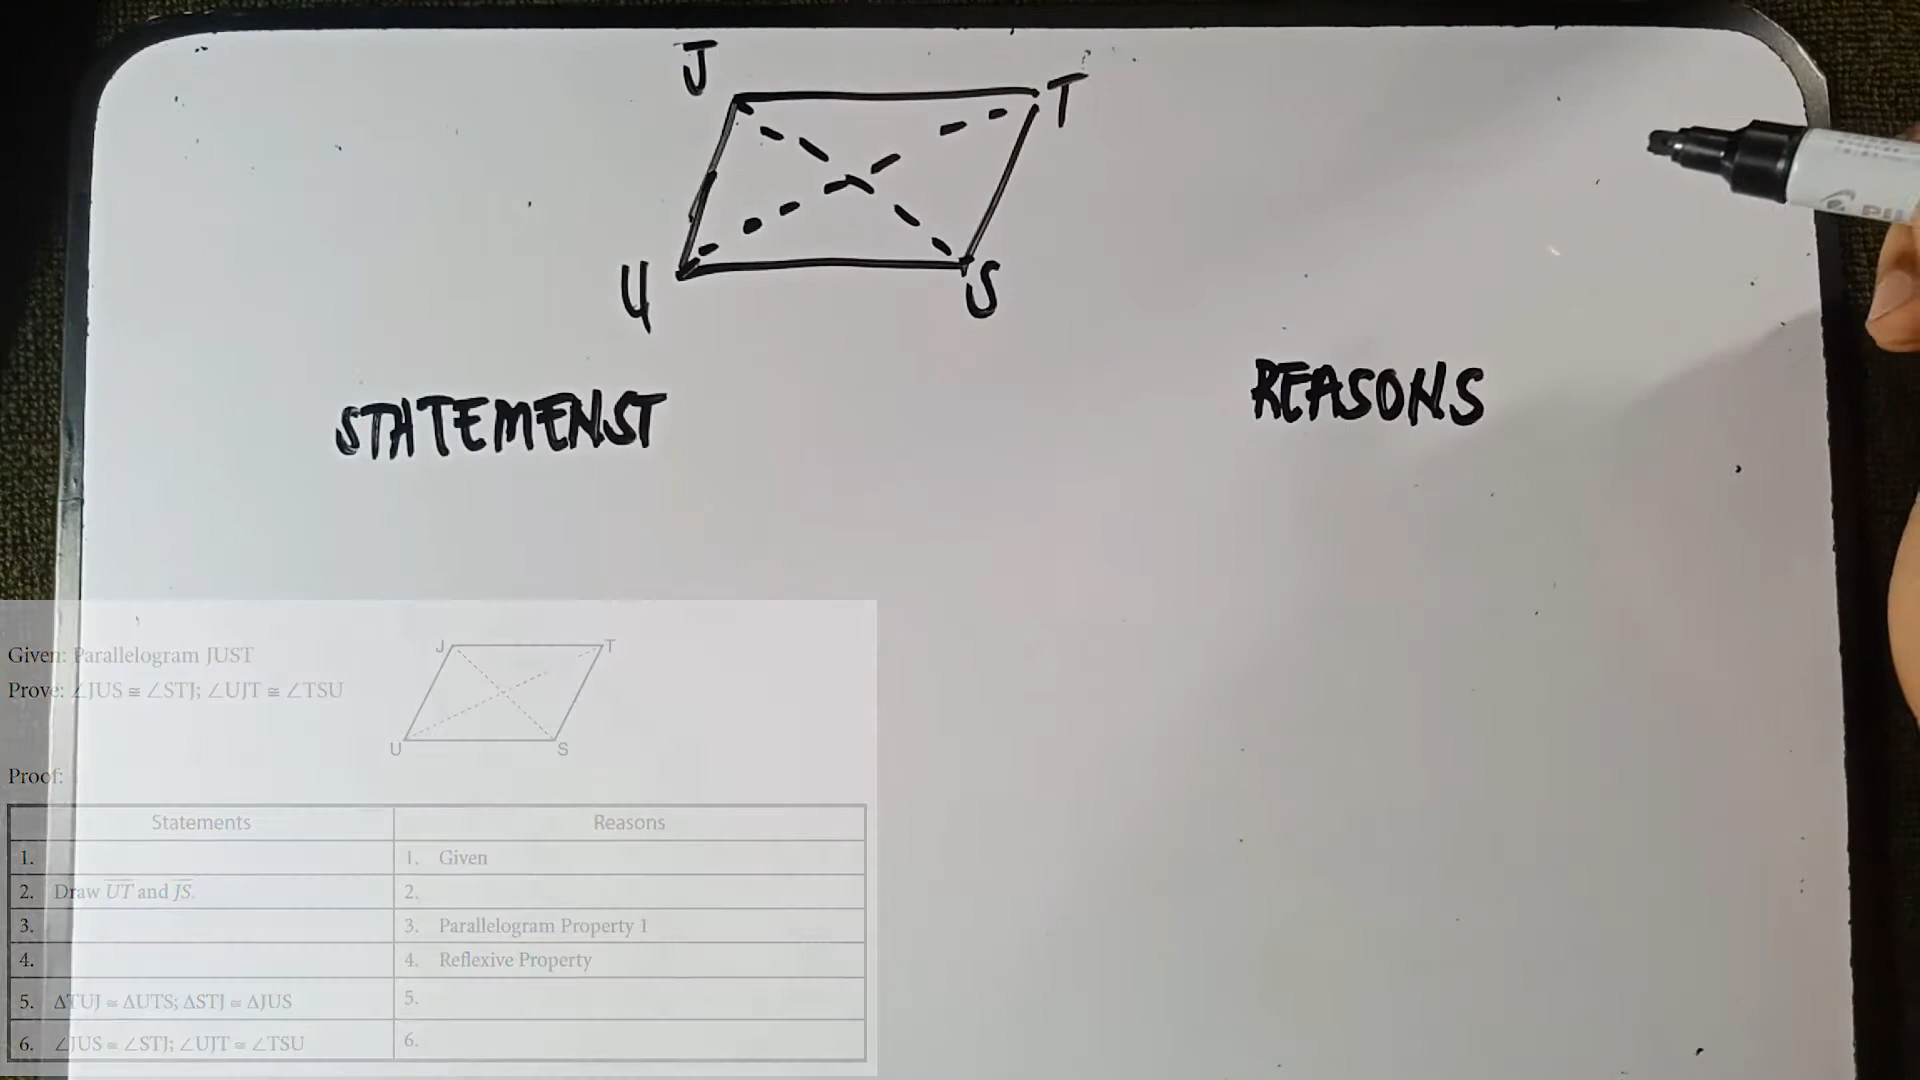 J
T
U
S
STATEMENST
REASONS
Given: Parallelogram JUST
Prove: ∠JUS ≅ ∠STJ; ∠UJT ≅ ∠TSU
J
T
U
S
Proof:
Statements Reasons
1. 1. Given
2. Draw U̅T̅ and J̅S̅. 2.
3. 3. Parallelogram Property 1
4. 4. Reflexive Property
5. ΔTUJ ≅ ΔUTS; ΔSTJ ≅ ΔJUS 5.
6. ∠JUS ≅ ∠STJ; ∠UJT ≅ ∠TSU 6.